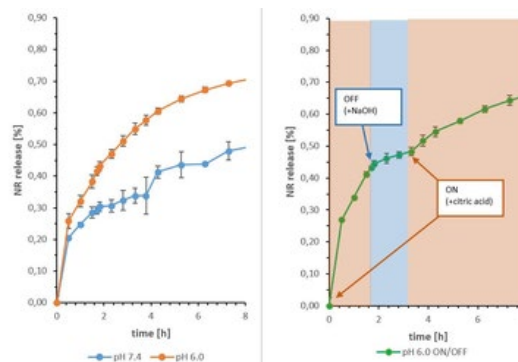 0,90
0,80
0,70
0,60
0,50
0,40
0,30
0,20
0,10
0,00
NR release [%]
0 2 4 6 8
time [h]
pH 7.4 pH 6.0
0,90
0,80
0,70
0,60
0,50
0,40
0,30
0,20
0,10
0,00
NR release [%]
OFF
(+NaOH)
ON
(+citric acid)
0 2 4 6
time [h]
pH 6.0 ON/OFF